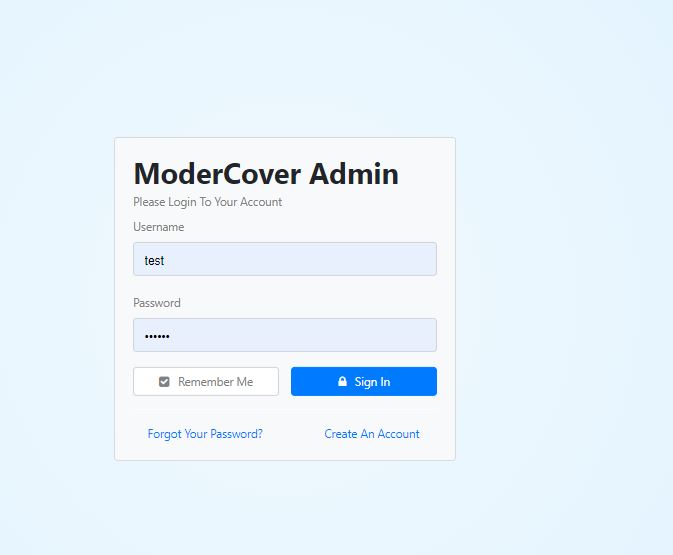 ModerCover Admin
Please Login To Your Account
Username
test
Password
••••••
Remember Me
Sign In
Forgot Your Password?
Create An Account